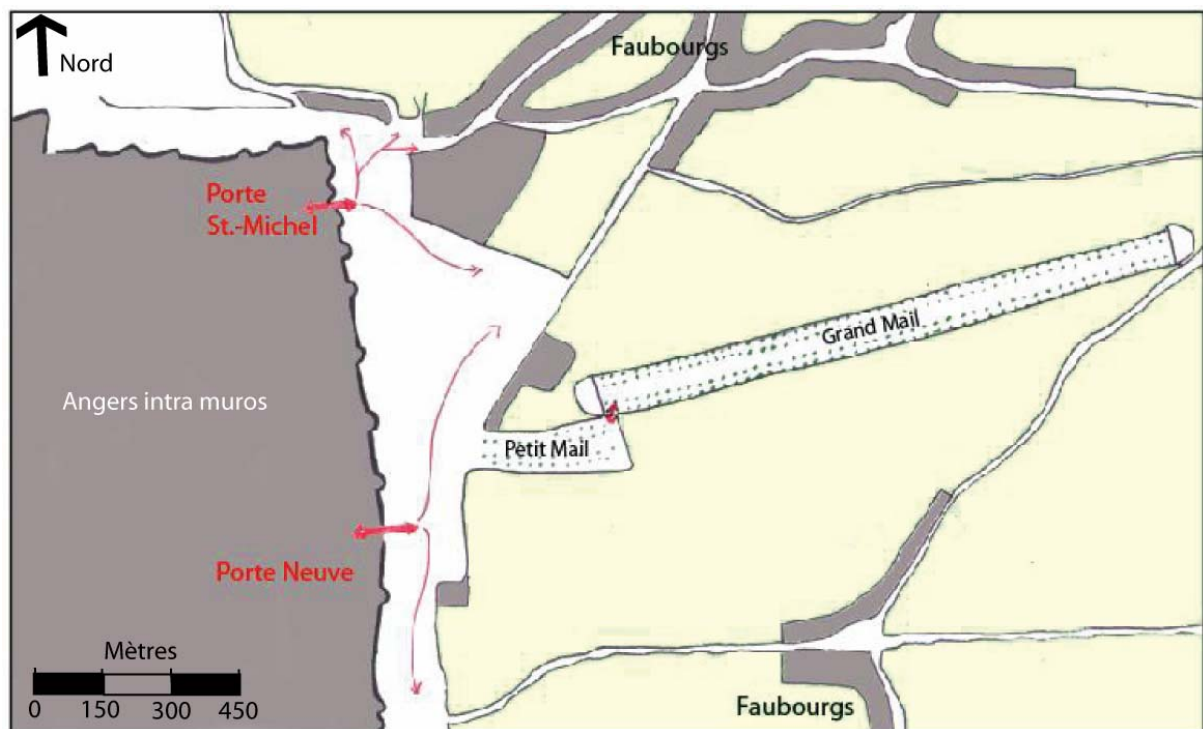 Nord
Faubourgs
Porte
St.-Michel
Grand Mail
Angers intra muros
Petit Mail
Porte Neuve
Mètres
0 150 300 450
Faubourgs